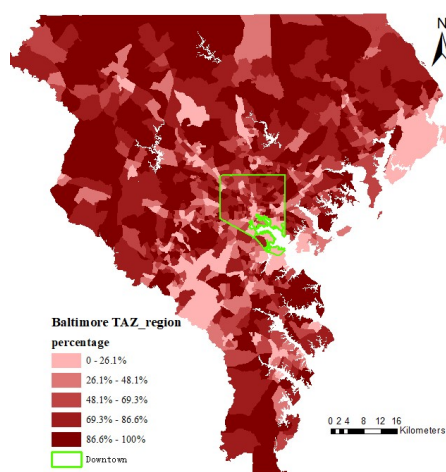 N
Baltimore TAZ_region
percentage
0 - 26.1%
26.1% - 48.1%
48.1% - 69.3%
69.3% - 86.6%
86.6% - 100%
Downtown
0 2 4 8 12 16
Kilometers